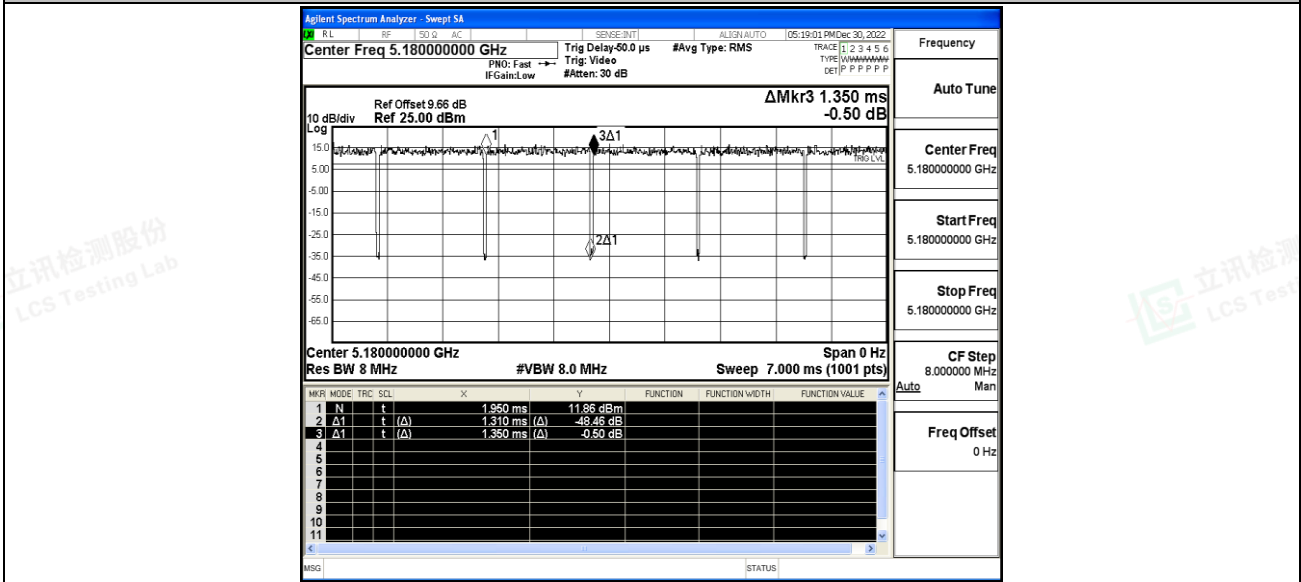 Agilent Spectrum Analyzer - Swept SA
LXI RL RF 50 Ω AC SENSE:INT ALIGN AUTO 05:19:01 PM Dec 30, 2022
Center Freq 5.180000000 GHz
PNO: Fast
IFGain:Low
Trig Delay-50.0 µs
Trig: Video
#Atten: 30 dB
#Avg Type: RMS
TRACE 1 2 3 4 5 6
TYPE WWWWWW
DET P P P P P P
Frequency
ΔMkr3 1.350 ms
-0.50 dB
Ref Offset 9.66 dB
10 dB/div Ref 25.00 dBm
Log
15.0
5.00
-5.00
-15.0
-25.0
-35.0
-45.0
-55.0
-65.0
1
3Δ1
2Δ1
TRIG LVL
Center 5.180000000 GHz Span 0 Hz
Res BW 8 MHz #VBW 8.0 MHz Sweep 7.000 ms (1001 pts)
MKR MODE TRC SCL X Y FUNCTION FUNCTION WIDTH FUNCTION VALUE
1 N t 1.950 ms 11.86 dBm
2 Δ1 t (Δ) 1.310 ms (Δ) -48.46 dB
3 Δ1 t (Δ) 1.350 ms (Δ) -0.50 dB
4
5
6
7
8
9
10
11
MSG STATUS
Auto Tune
Center Freq
5.180000000 GHz
Start Freq
5.180000000 GHz
Stop Freq
5.180000000 GHz
CF Step
8.000000 MHz
Auto Man
Freq Offset
0 Hz
立讯检测股份
LCS Testing Lab
立讯检测
LCS Test